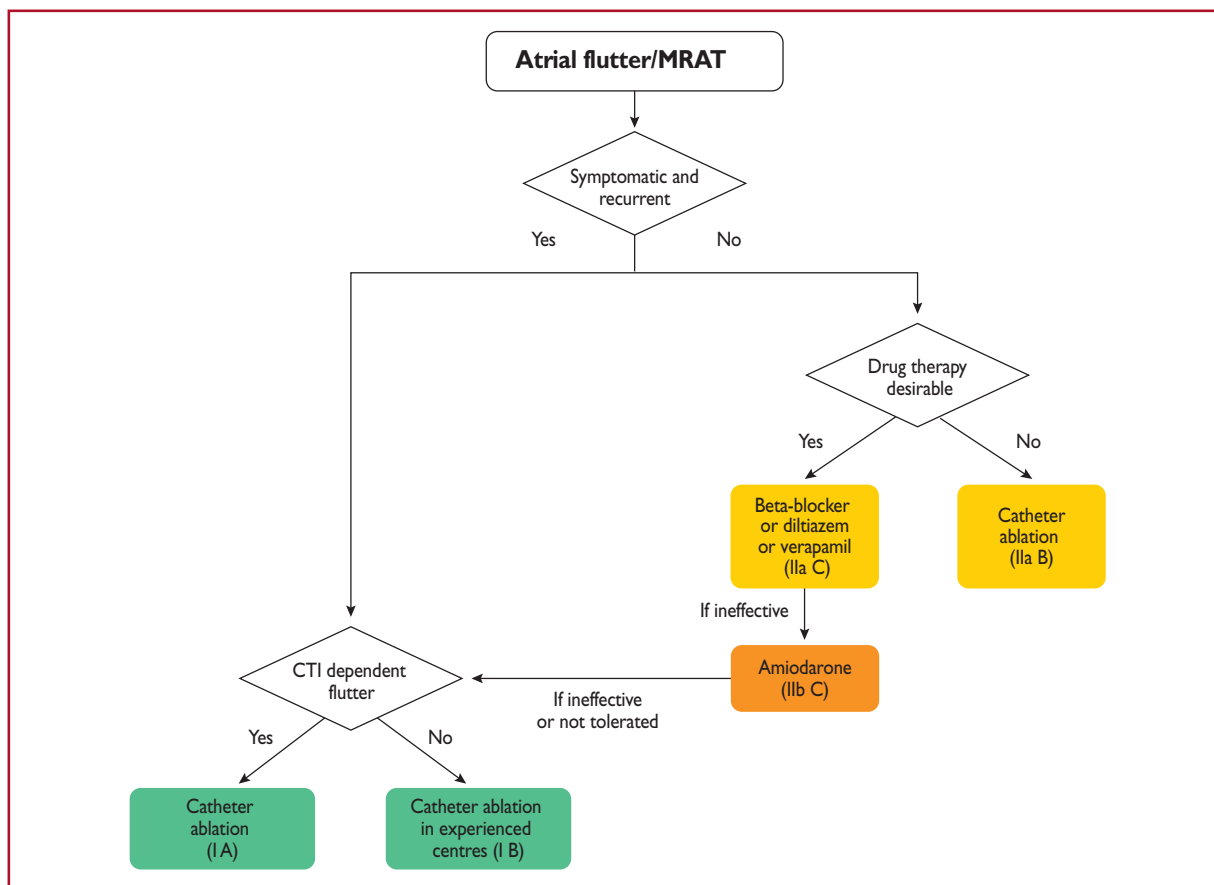 Atrial flutter/MRAT
Symptomatic and
recurrent
Yes
No
Drug therapy
desirable
Yes
No
Beta-blocker
or diltiazem
or verapamil
(IIa C)
Catheter
ablation
(IIa B)
If ineffective
Amiodarone
(IIb C)
If ineffective
or not tolerated
CTI dependent
flutter
Yes
No
Catheter
ablation
(I A)
Catheter ablation
in experienced
centres (I B)